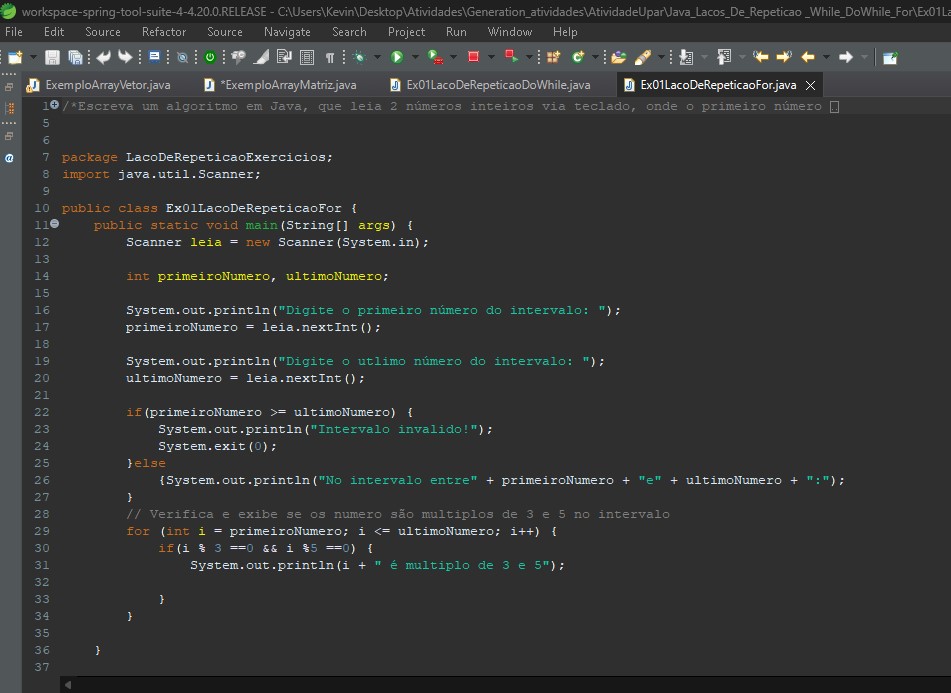 workspace-spring-tool-suite-4-4.20.0.RELEASE - C:\Users\Kevin\Desktop\Atividades\Generation_atividades\AtividadeUpar\Java_Lacos_De_Repeticao _While_DoWhile_For\Ex01La
File Edit Source Refactor Source Navigate Search Project Run Window Help
ExemploArrayVetor.java *ExemploArrayMatriz.java Ex01LacoDeRepeticaoDoWhile.java Ex01LacoDeRepeticaoFor.java
1 /*Escreva um algoritmo em Java, que leia 2 números inteiros via teclado, onde o primeiro número
5
6
7 package LacoDeRepeticaoExercicios;
8 import java.util.Scanner;
9
10 public class Ex01LacoDeRepeticaoFor {
11 public static void main(String[] args) {
12 Scanner leia = new Scanner(System.in);
13
14 int primeiroNumero, ultimoNumero;
15
16 System.out.println("Digite o primeiro número do intervalo: ");
17 primeiroNumero = leia.nextInt();
18
19 System.out.println("Digite o utlimo número do intervalo: ");
20 ultimoNumero = leia.nextInt();
21
22 if(primeiroNumero >= ultimoNumero) {
23 System.out.println("Intervalo invalido!");
24 System.exit(0);
25 }else
26 {System.out.println("No intervalo entre" + primeiroNumero + "e" + ultimoNumero + ":");
27 }
28 // Verifica e exibe se os numero são multiplos de 3 e 5 no intervalo
29 for (int i = primeiroNumero; i <= ultimoNumero; i++) {
30 if(i % 3 ==0 && i %5 ==0) {
31 System.out.println(i + " é multiplo de 3 e 5");
32
33 }
34 }
35
36 }
37